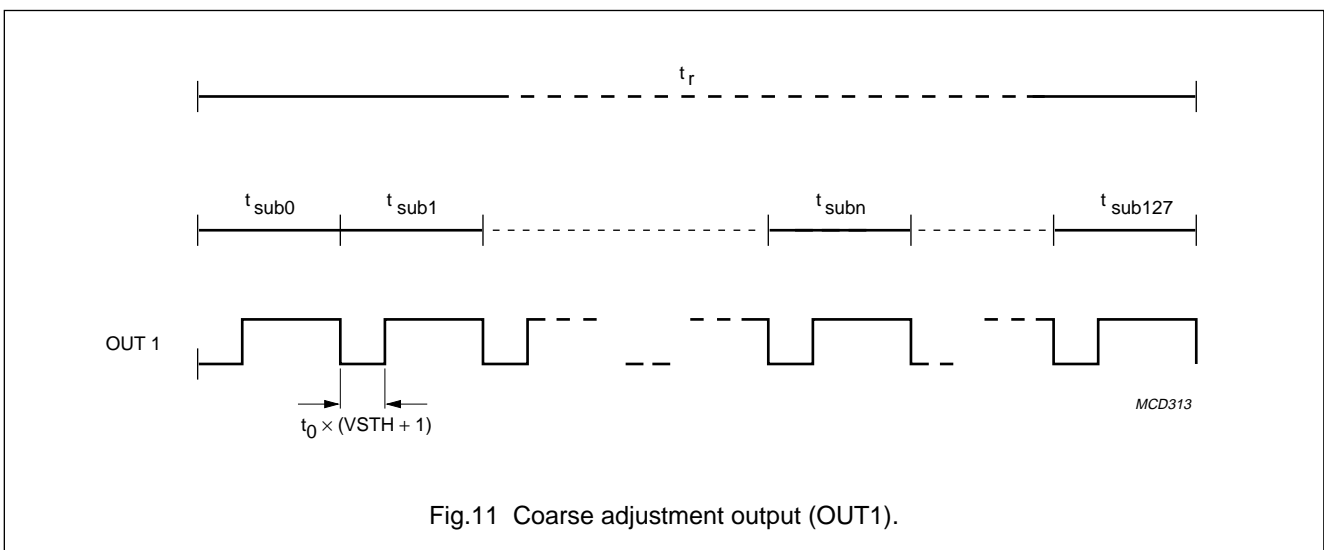 t r
t sub0 t sub1 t subn t sub127
OUT 1
t0 × (VSTH + 1)
MCD313
Fig.11 Coarse adjustment output (OUT1).